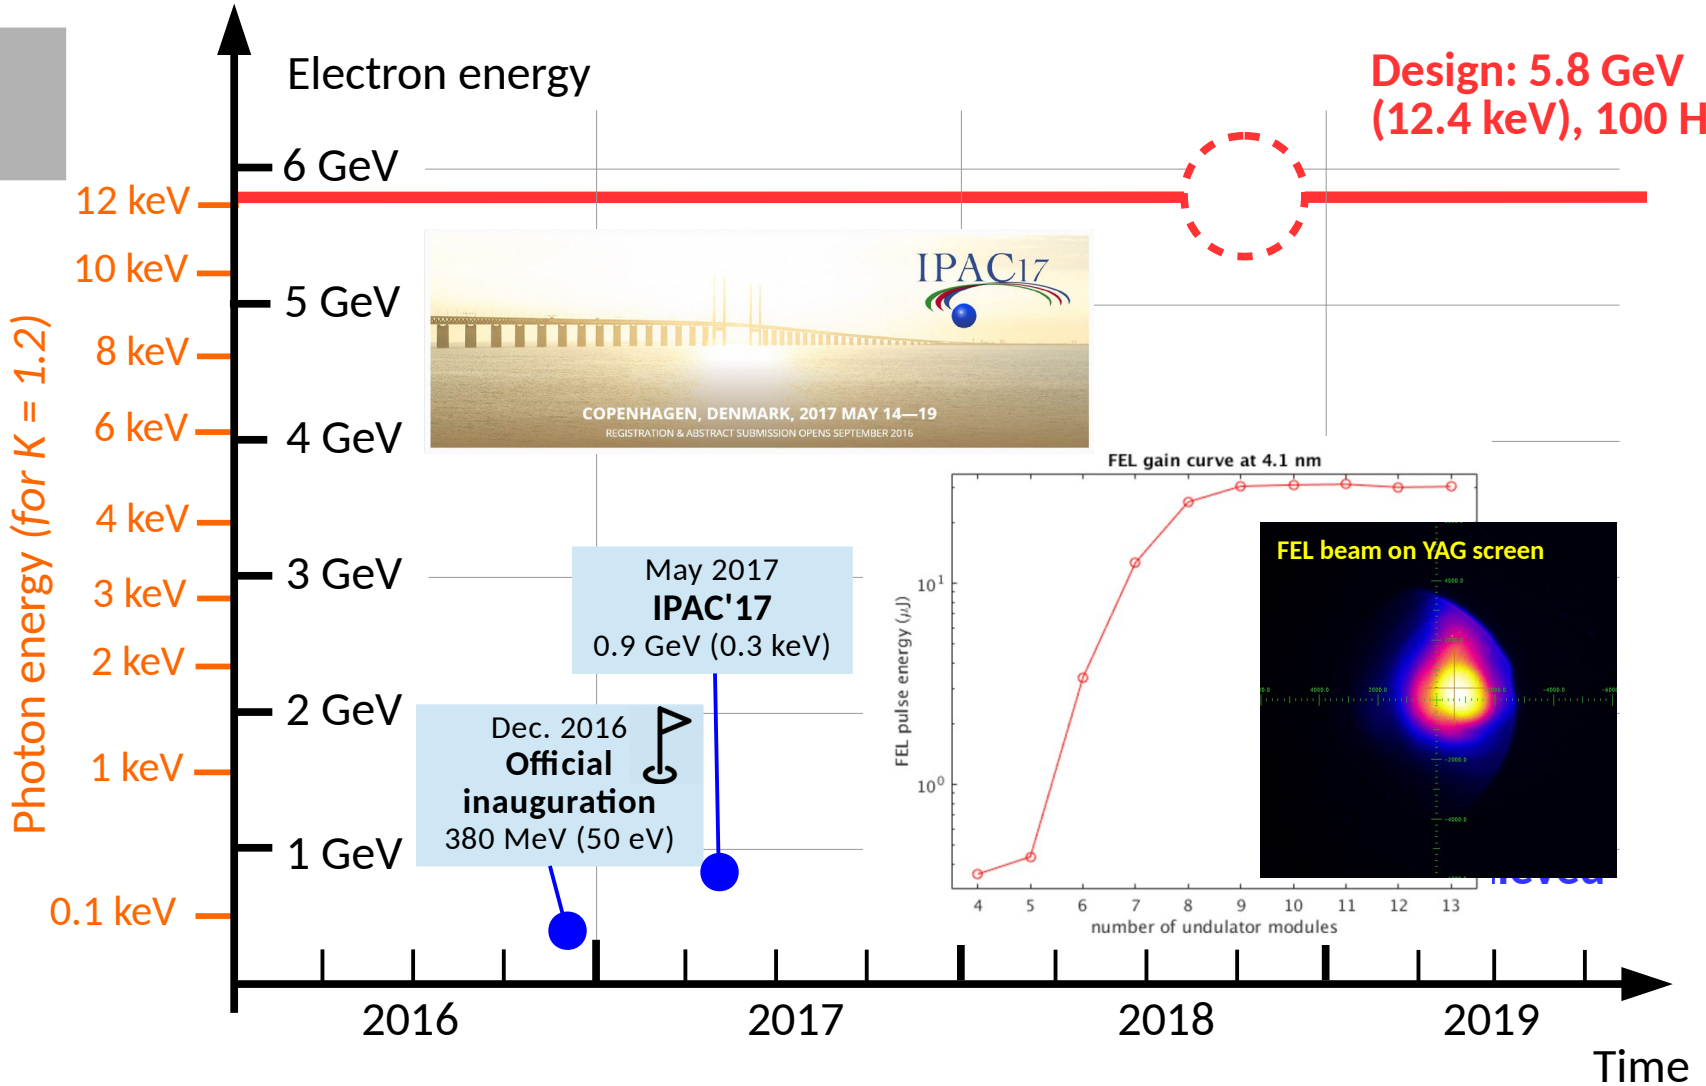 Electron energy
Design: 5.8 GeV
(12.4 keV), 100 H
6 GeV
5 GeV
4 GeV
3 GeV
2 GeV
1 GeV
Photon energy (for K = 1.2)
12 keV
10 keV
8 keV
6 keV
4 keV
3 keV
2 keV
1 keV
0.1 keV
IPAC17
COPENHAGEN, DENMARK, 2017 MAY 14—19
REGISTRATION & ABSTRACT SUBMISSION OPENS SEPTEMBER 2016
May 2017
IPAC'17
0.9 GeV (0.3 keV)
Dec. 2016
Official
inauguration
380 MeV (50 eV)
FEL gain curve at 4.1 nm
FEL pulse energy (μJ)
10¹
10⁰
4 5 6 7 8 9 10 11 12 13
number of undulator modules
FEL beam on YAG screen
2016 2017 2018 2019
Time